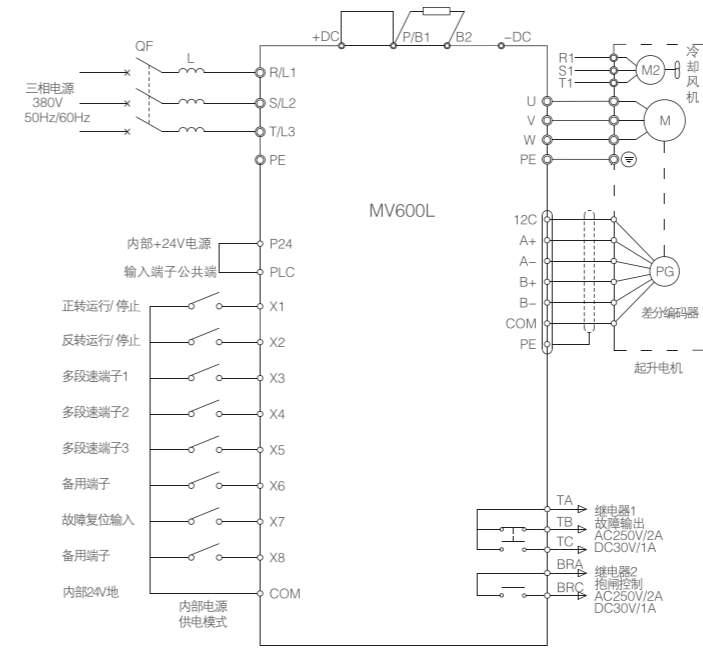 +DC
P/B1
B2
−DC
QF
L
三相电源
380V
50Hz/60Hz
R/L1
S/L2
T/L3
PE
R1
S1
T1
M2
冷却风机
U
V
W
PE
M
MV600L
12C
A+
A−
B+
B−
COM
PE
PG
差分编码器
起升电机
内部+24V电源
P24
输入端子公共端
PLC
正转运行/停止
X1
反转运行/停止
X2
多段速端子1
X3
多段速端子2
X4
多段速端子3
X5
备用端子
X6
故障复位输入
X7
备用端子
X8
内部24V地
COM
内部电源
供电模式
TA
TB
TC
继电器1
故障输出
AC250V/2A
DC30V/1A
BRA
BRC
继电器2
抱闸控制
AC250V/2A
DC30V/1A